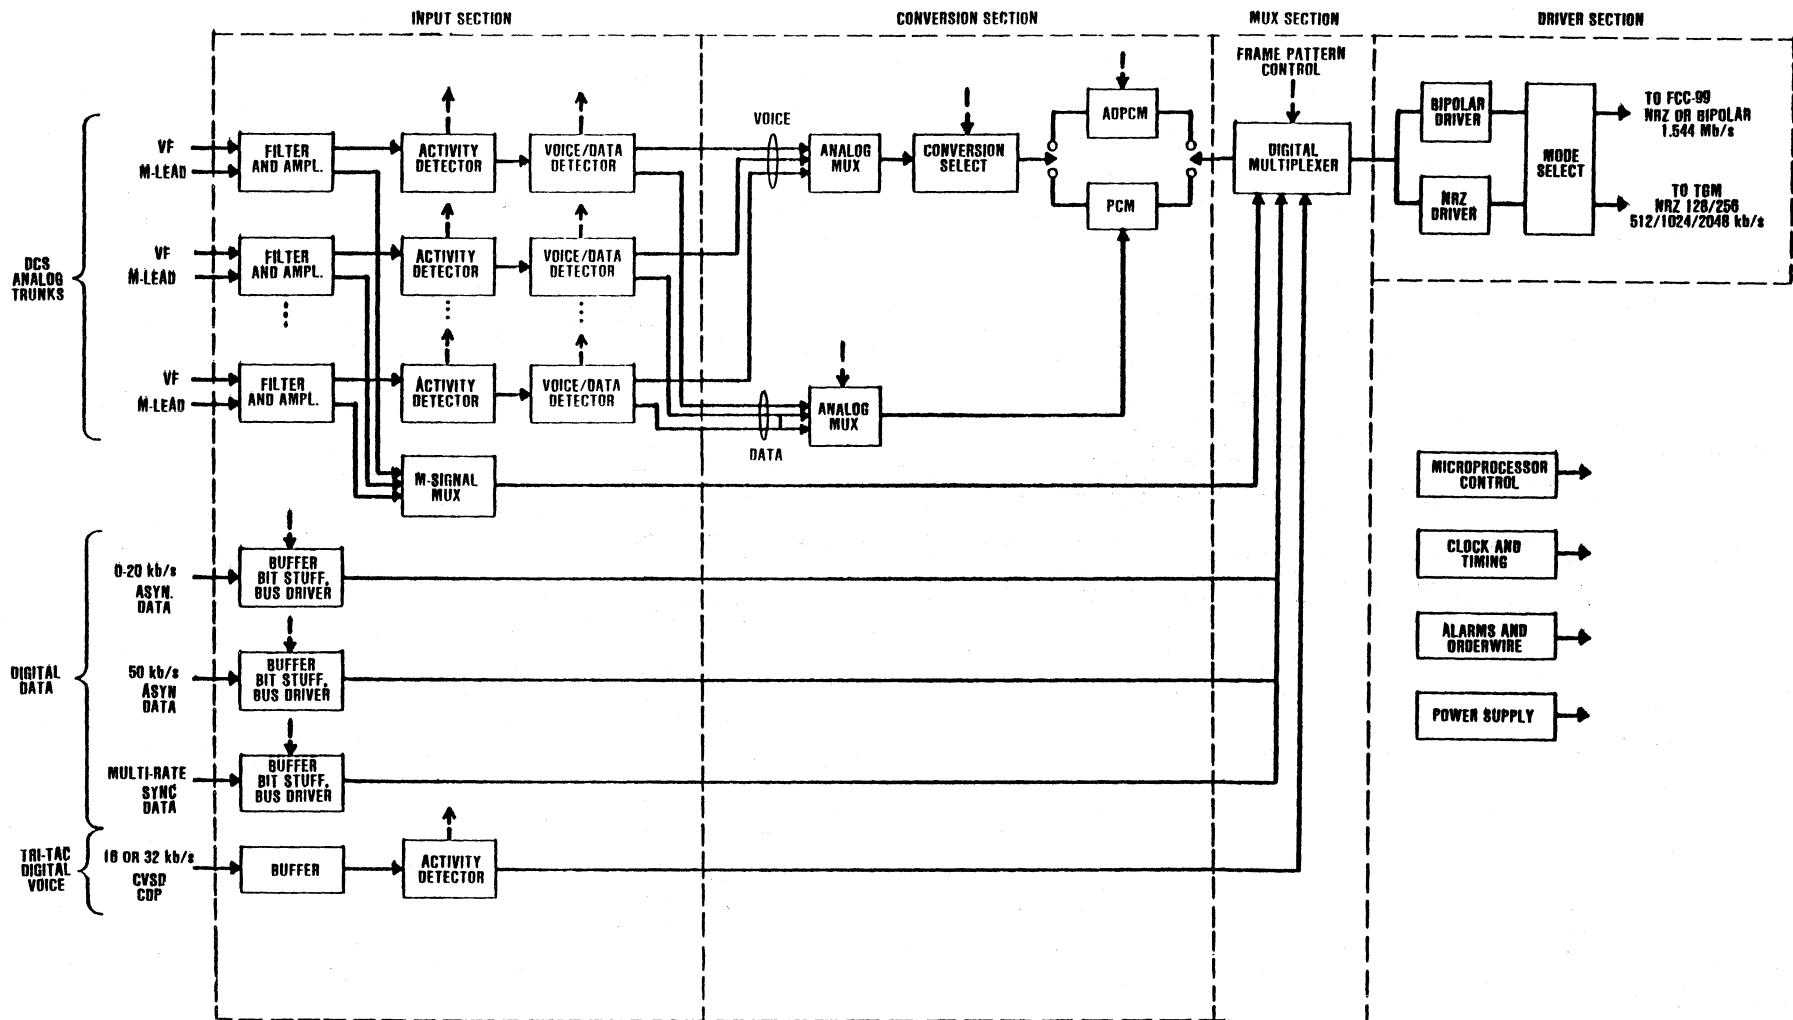 INPUT SECTION
CONVERSION SECTION
MUX SECTION
DRIVER SECTION
FRAME PATTERN
CONTROL
DCS
ANALOG
TRUNKS
VF
M-LEAD
FILTER
AND AMPL.
ACTIVITY
DETECTOR
VOICE/DATA
DETECTOR
VOICE
ANALOG
MUX
CONVERSION
SELECT
ADPCM
PCM
DIGITAL
MULTIPLEXER
BIPOLAR
DRIVER
NRZ
DRIVER
MODE
SELECT
TO FCC-99
NRZ OR BIPOLAR
1.544 Mb/s
TO TGM
NRZ 128/256
512/1024/2048 kb/s
VF
M-LEAD
FILTER
AND AMPL.
ACTIVITY
DETECTOR
VOICE/DATA
DETECTOR
VF
M-LEAD
FILTER
AND AMPL.
ACTIVITY
DETECTOR
VOICE/DATA
DETECTOR
DATA
ANALOG
MUX
M-SIGNAL
MUX
MICROPROCESSOR
CONTROL
CLOCK AND
TIMING
ALARMS AND
ORDERWIRE
POWER SUPPLY
DIGITAL
DATA
0-20 kb/s
ASYN.
DATA
BUFFER
BIT STUFF,
BUS DRIVER
50 kb/s
ASYN
DATA
BUFFER
BIT STUFF,
BUS DRIVER
MULTI-RATE
SYNC
DATA
BUFFER
BIT STUFF,
BUS DRIVER
TRI-TAC
DIGITAL
VOICE
16 OR 32 kb/s
CVSD
CDP
BUFFER
ACTIVITY
DETECTOR